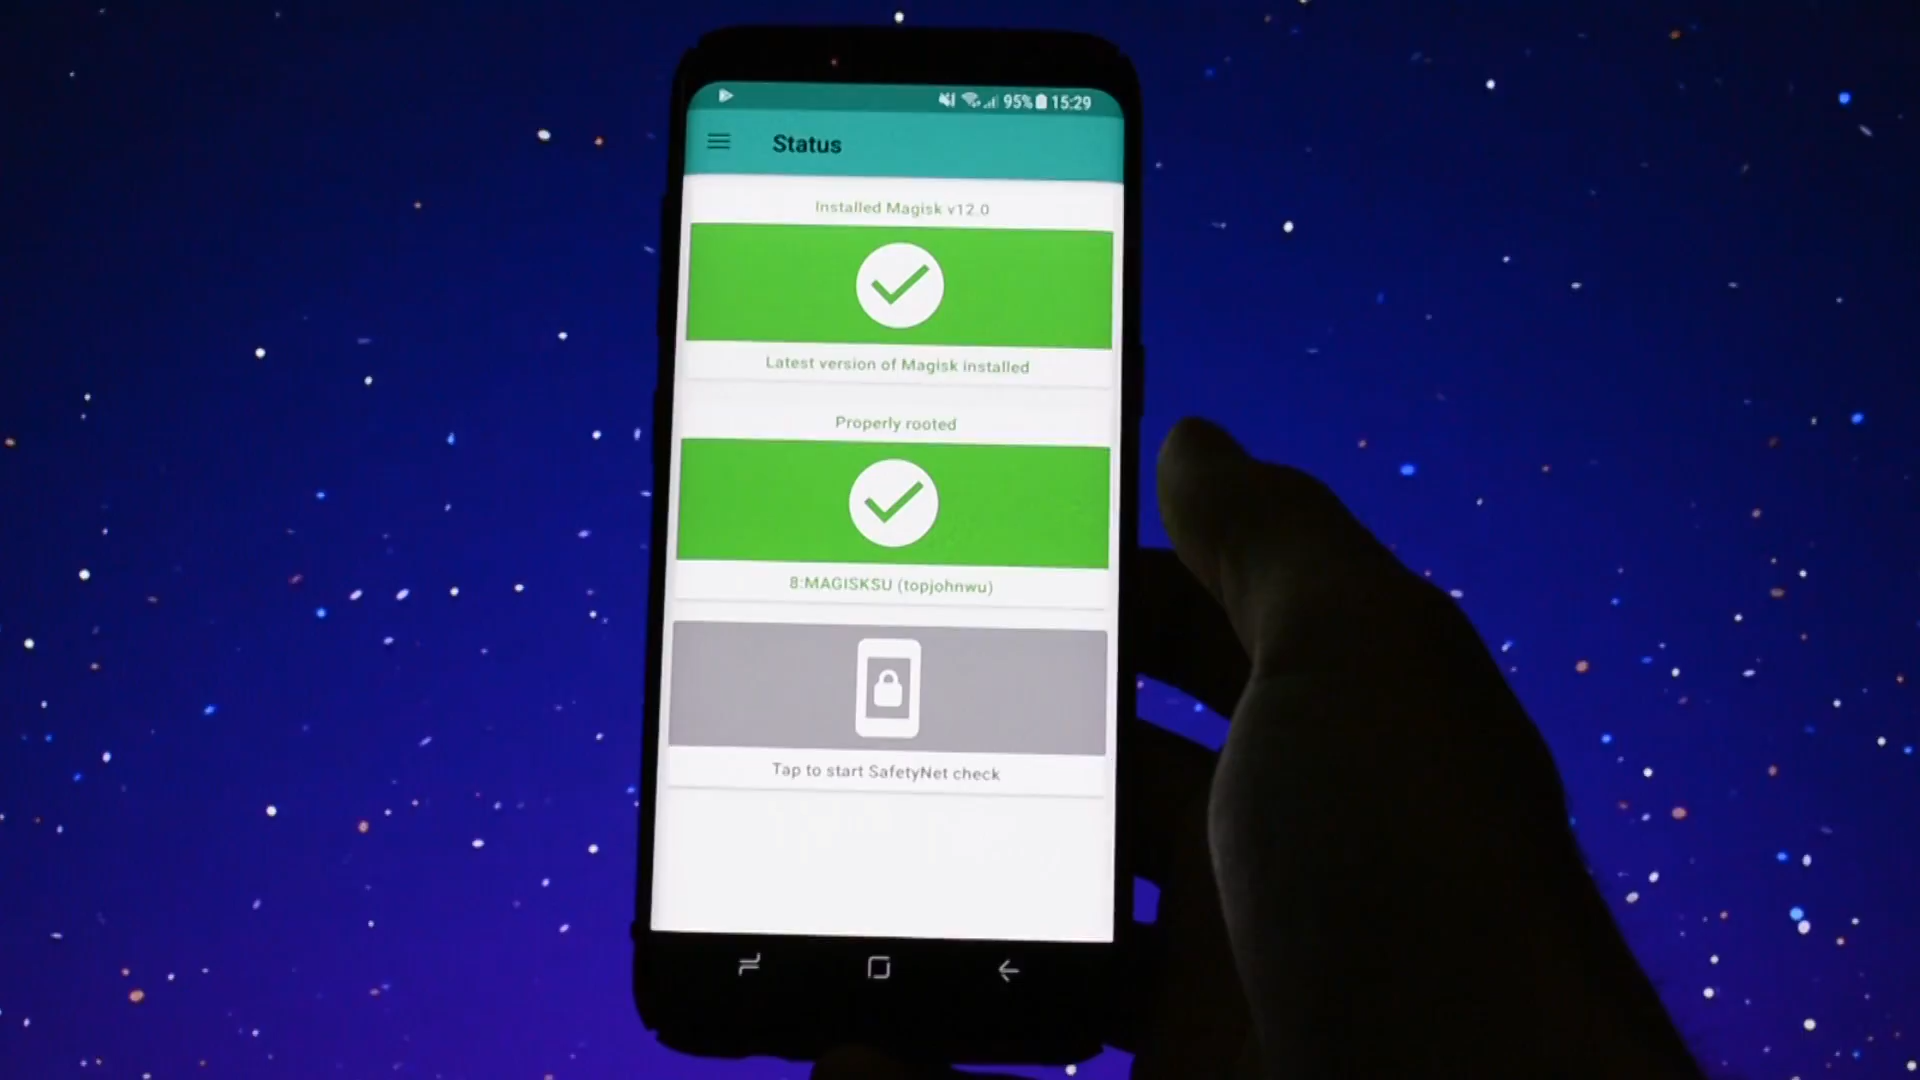 95% 15:29
Status
Installed Magisk v12.0
Latest version of Magisk installed
Properly rooted
8:MAGISKSU (topjohnwu)
Tap to start SafetyNet check